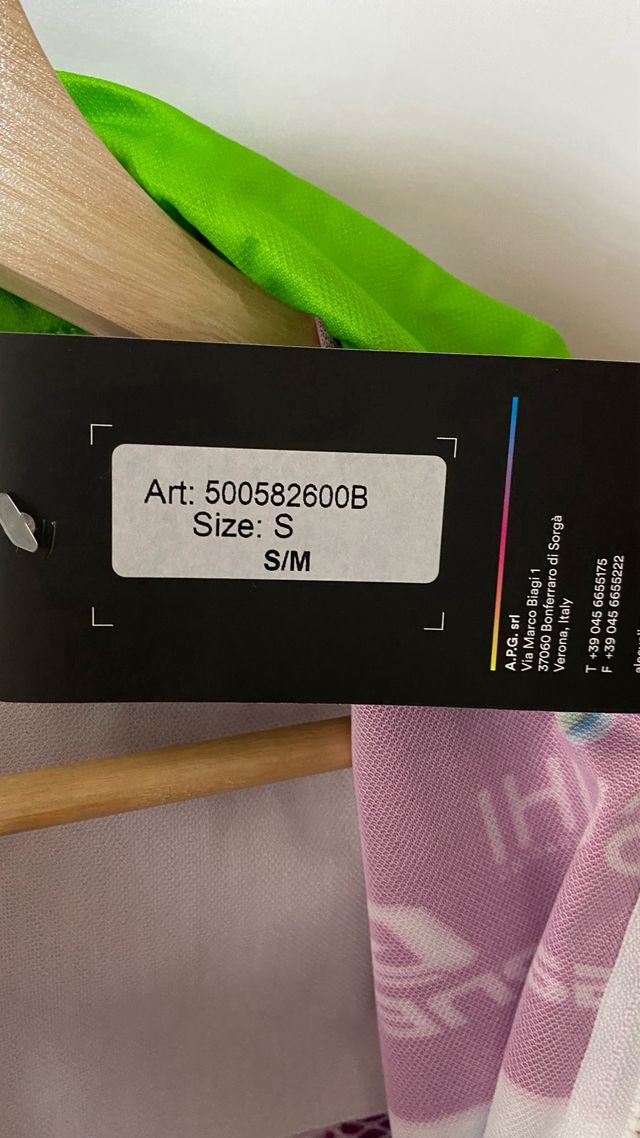 Art: 500582600B
Size: S
S/M
A.P.G. srl
Via Marco Biagi 1
37060 Bonferraro di Sorgà
Verona, Italy
T +39 045 6655175
F +39 045 6655222